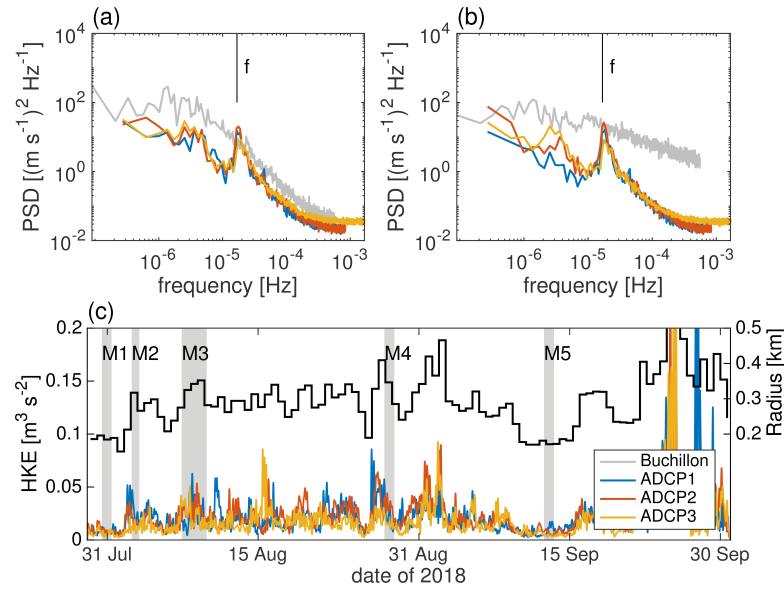 (a)
(b)
10^4
10^2
10^0
10^-2
PSD [(m s^-1)^2 Hz^-1]
f
10^-6
10^-5
10^-4
10^-3
frequency [Hz]
10^4
10^2
10^0
10^-2
PSD [(m s^-1)^2 Hz^-1]
f
10^-6
10^-5
10^-4
10^-3
frequency [Hz]
(c)
0.2
0.15
0.1
0.05
0
HKE [m^3 s^-2]
M1
M2
M3
M4
M5
0.5
0.4
0.3
0.2
Radius [km]
Buchillon
ADCP1
ADCP2
ADCP3
31 Jul
15 Aug
31 Aug
15 Sep
30 Sep
date of 2018